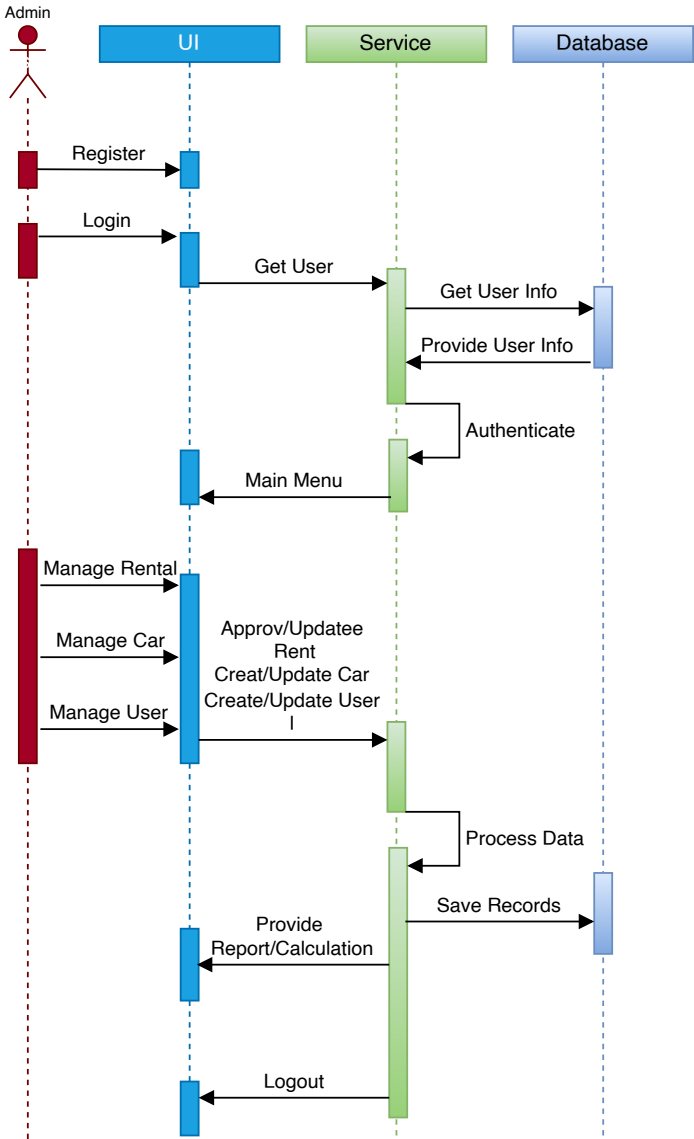 Admin
UI
Service
Database
Register
Login
Get User
Get User Info
Provide User Info
Authenticate
Main Menu
Manage Rental
Manage Car
Manage User
Approv/Updatee
Rent
Creat/Update Car
Create/Update User
l
Process Data
Save Records
Provide
Report/Calculation
Logout